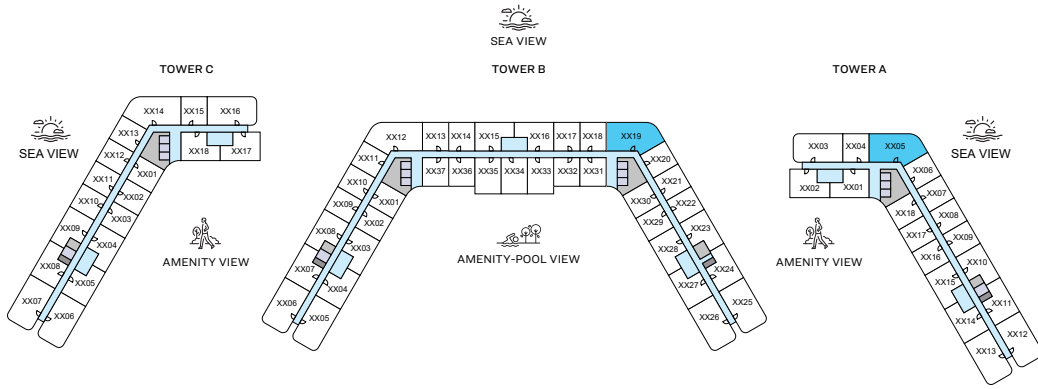 SEA VIEW
TOWER C
TOWER B
TOWER A
XX14
XX15
XX16
XX13
SEA VIEW
XX12
XX18
XX17
XX01
XX11
XX02
XX10
XX03
XX09
XX04
XX08
XX05
XX07
XX06
AMENITY VIEW
XX12
XX13
XX14
XX15
XX16
XX17
XX18
XX19
XX11
XX37
XX36
XX35
XX34
XX33
XX32
XX31
XX20
XX10
XX01
XX30
XX21
XX09
XX02
XX29
XX22
XX08
XX03
XX28
XX23
XX07
XX04
XX27
XX24
XX06
XX05
XX26
XX25
AMENITY-POOL VIEW
XX03
XX04
XX05
SEA VIEW
XX02
XX01
XX06
XX07
XX18
XX08
XX17
XX09
XX16
XX10
XX15
XX11
XX14
XX12
XX13
AMENITY VIEW